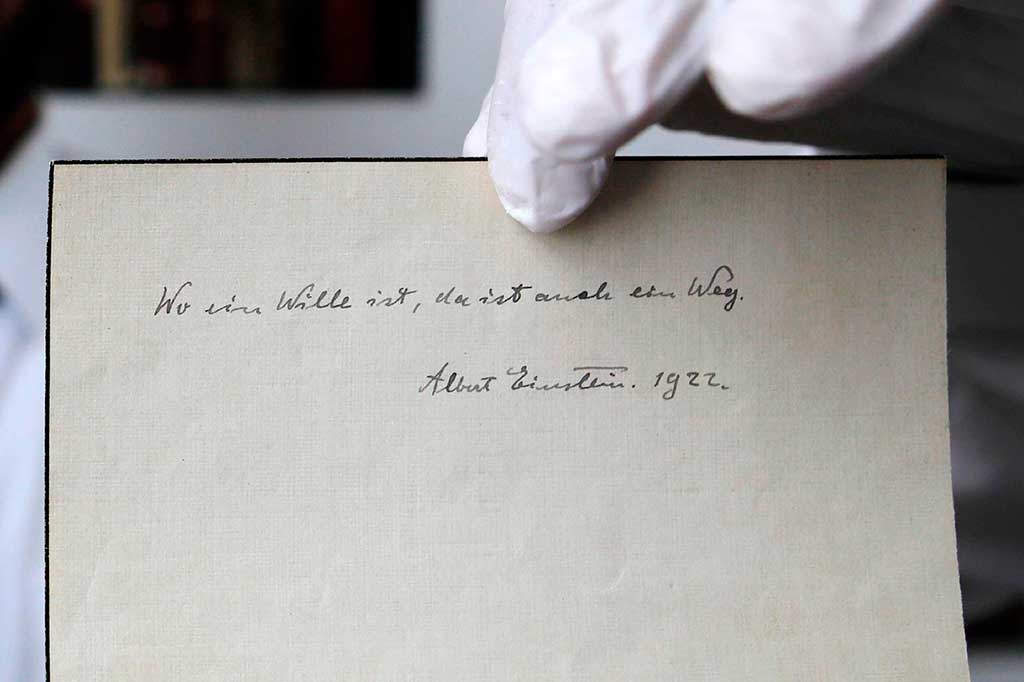 Wo ein Wille ist, da ist auch ein Weg.
Albert Einstein. 1922.